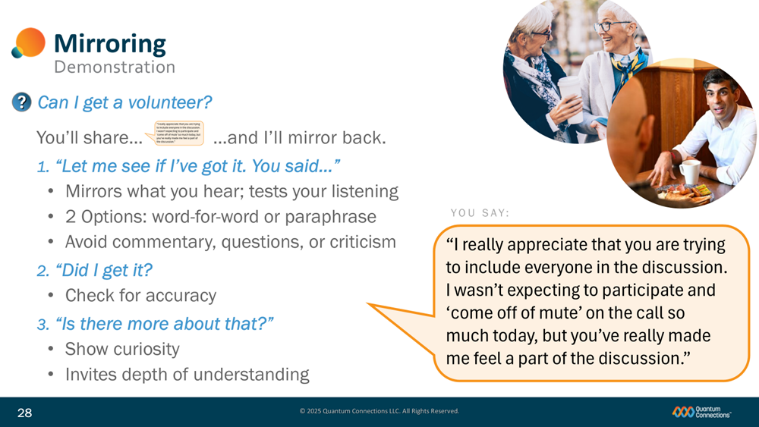 Mirroring
Demonstration
? Can I get a volunteer?
You'll share... ...and I'll mirror back.
1. “Let me see if I've got it. You said...”
• Mirrors what you hear; tests your listening
• 2 Options: word-for-word or paraphrase
• Avoid commentary, questions, or criticism
2. “Did I get it?
• Check for accuracy
3. “Is there more about that?”
• Show curiosity
• Invites depth of understanding
YOU SAY:
“I really appreciate that you are trying
to include everyone in the discussion.
I wasn't expecting to participate and
‘come off of mute’ on the call so
much today, but you've really made
me feel a part of the discussion.”
28
© 2025 Quantum Connections LLC. All Rights Reserved.
Quantum
Connections